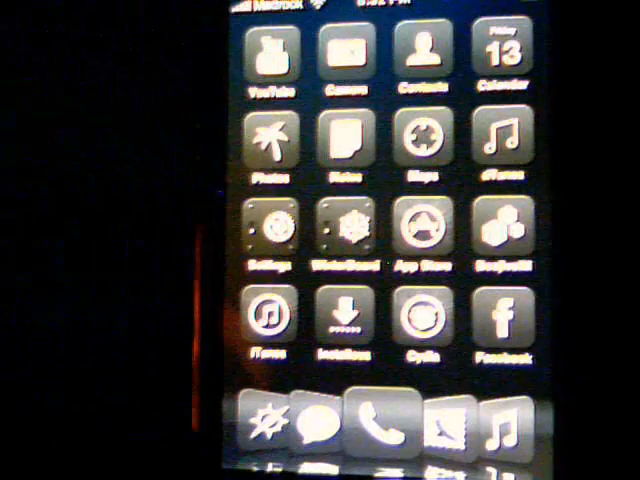 YouTube Camera Contacts Friday 13 Calendar
Photos Notes Maps
Settings WinterBoard App Store
iTunes Installous Cydia Facebook